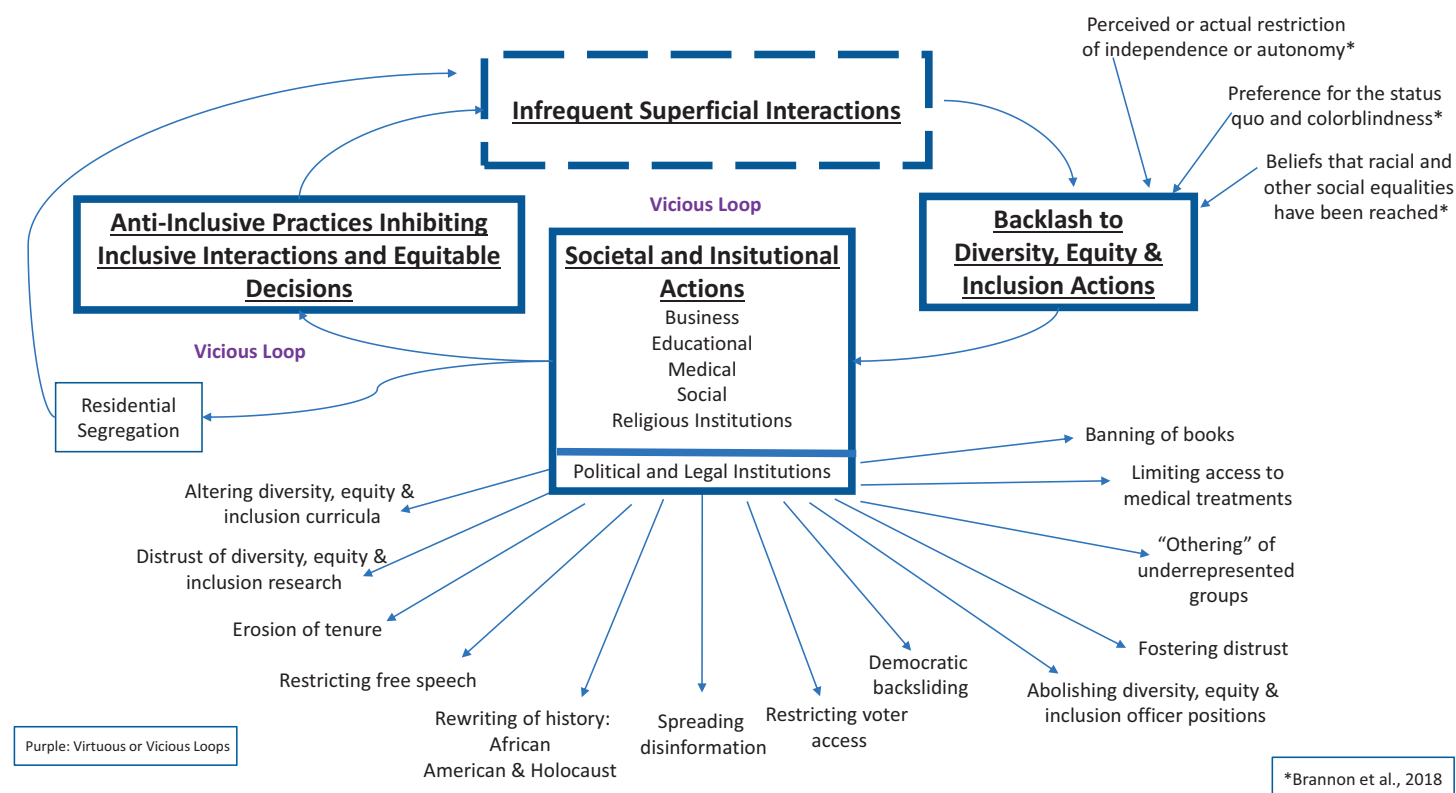 Perceived or actual restriction
of independence or autonomy*
Infrequent Superficial Interactions
Preference for the status
quo and colorblindness*
Beliefs that racial and
other social equalities
have been reached*
Anti-Inclusive Practices Inhibiting
Inclusive Interactions and Equitable
Decisions
Vicious Loop
Backlash to
Diversity, Equity &
Inclusion Actions
Societal and Insitutional
Actions
Business
Educational
Medical
Social
Religious Institutions
Political and Legal Institutions
Vicious Loop
Residential
Segregation
Altering diversity, equity &
inclusion curricula
Distrust of diversity, equity &
inclusion research
Erosion of tenure
Restricting free speech
Rewriting of history:
African
American & Holocaust
Spreading
disinformation
Restricting voter
access
Democratic
backsliding
Abolishing diversity, equity &
inclusion officer positions
Fostering distrust
“Othering” of
underrepresented
groups
Limiting access to
medical treatments
Banning of books
Purple: Virtuous or Vicious Loops
*Brannon et al., 2018